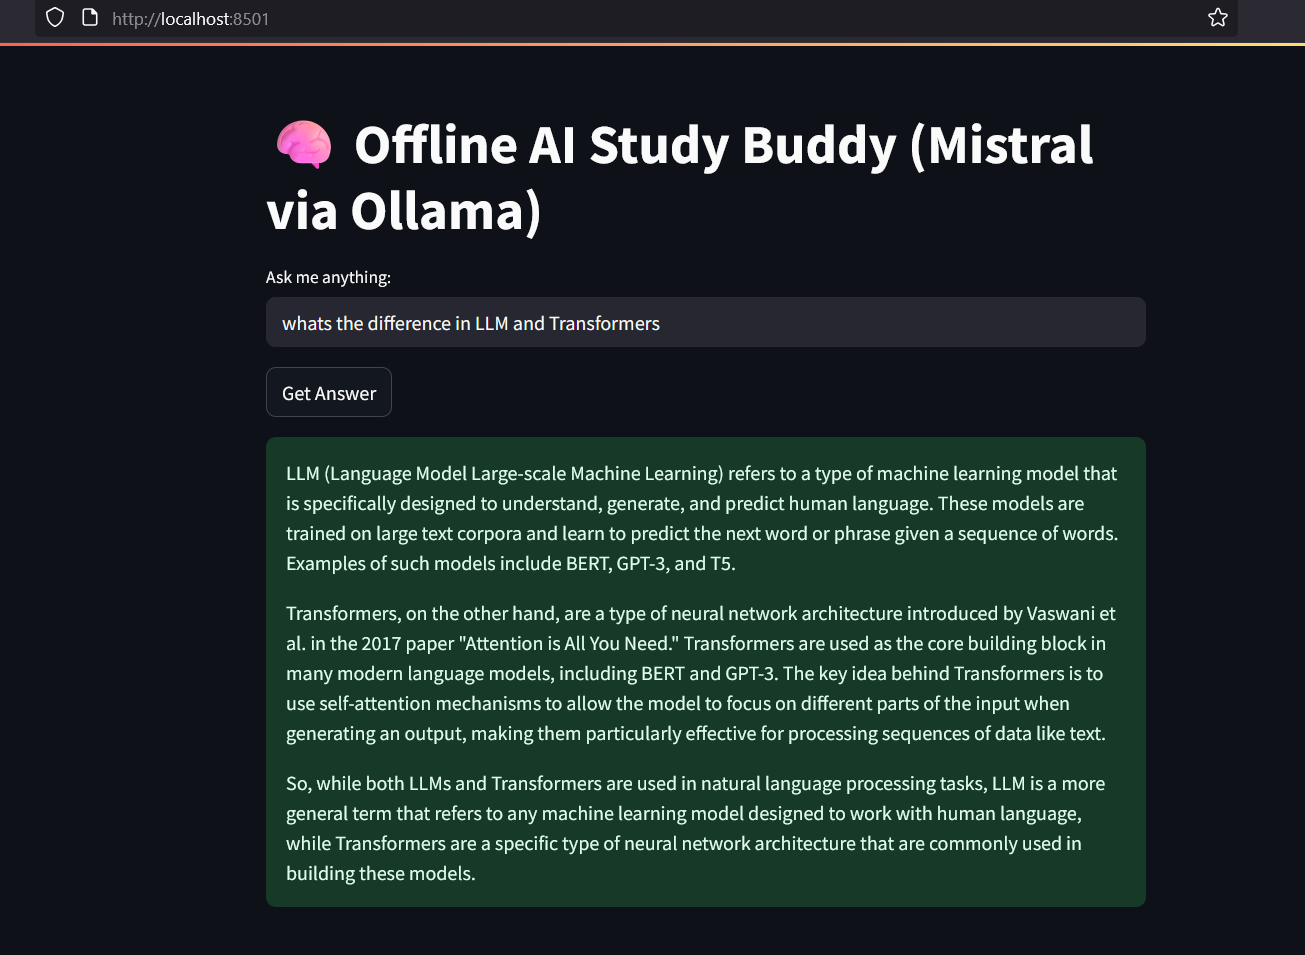 http://localhost:8501
Offline AI Study Buddy (Mistral
via Ollama)
Ask me anything:
whats the difference in LLM and Transformers
Get Answer
LLM (Language Model Large-scale Machine Learning) refers to a type of machine learning model that
is specifically designed to understand, generate, and predict human language. These models are
trained on large text corpora and learn to predict the next word or phrase given a sequence of words.
Examples of such models include BERT, GPT-3, and T5.
Transformers, on the other hand, are a type of neural network architecture introduced by Vaswani et
al. in the 2017 paper "Attention is All You Need." Transformers are used as the core building block in
many modern language models, including BERT and GPT-3. The key idea behind Transformers is to
use self-attention mechanisms to allow the model to focus on different parts of the input when
generating an output, making them particularly effective for processing sequences of data like text.
So, while both LLMs and Transformers are used in natural language processing tasks, LLM is a more
general term that refers to any machine learning model designed to work with human language,
while Transformers are a specific type of neural network architecture that are commonly used in
building these models.